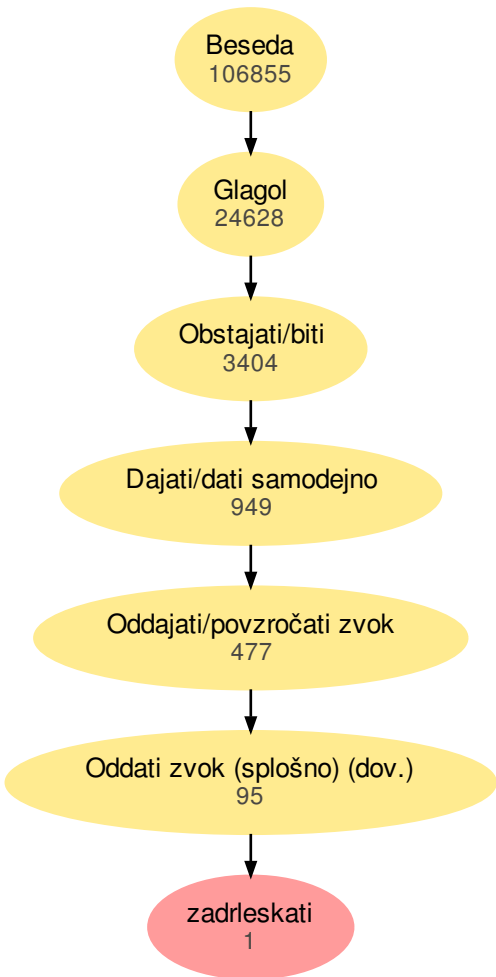 Beseda
106855
Glagol
24628
Obstajati/biti
3404
Dajati/dati samodejno
949
Oddajati/povzročati zvok
477
Oddati zvok (splošno) (dov.)
95
zadrleskati
1